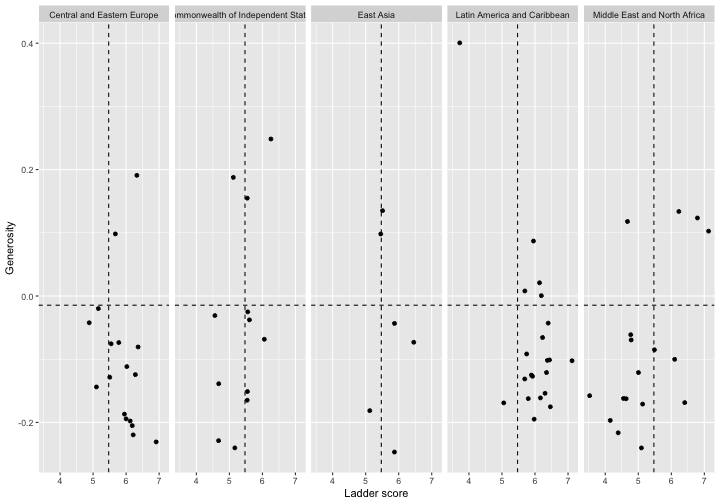 Central and Eastern Europe
mmonwealth of Independent Stat
East Asia
Latin America and Caribbean
Middle East and North Africa
0.4
0.2
0.0
-0.2
Generosity
4 5 6 7 4 5 6 7 4 5 6 7 4 5 6 7 4 5 6 7
Ladder score